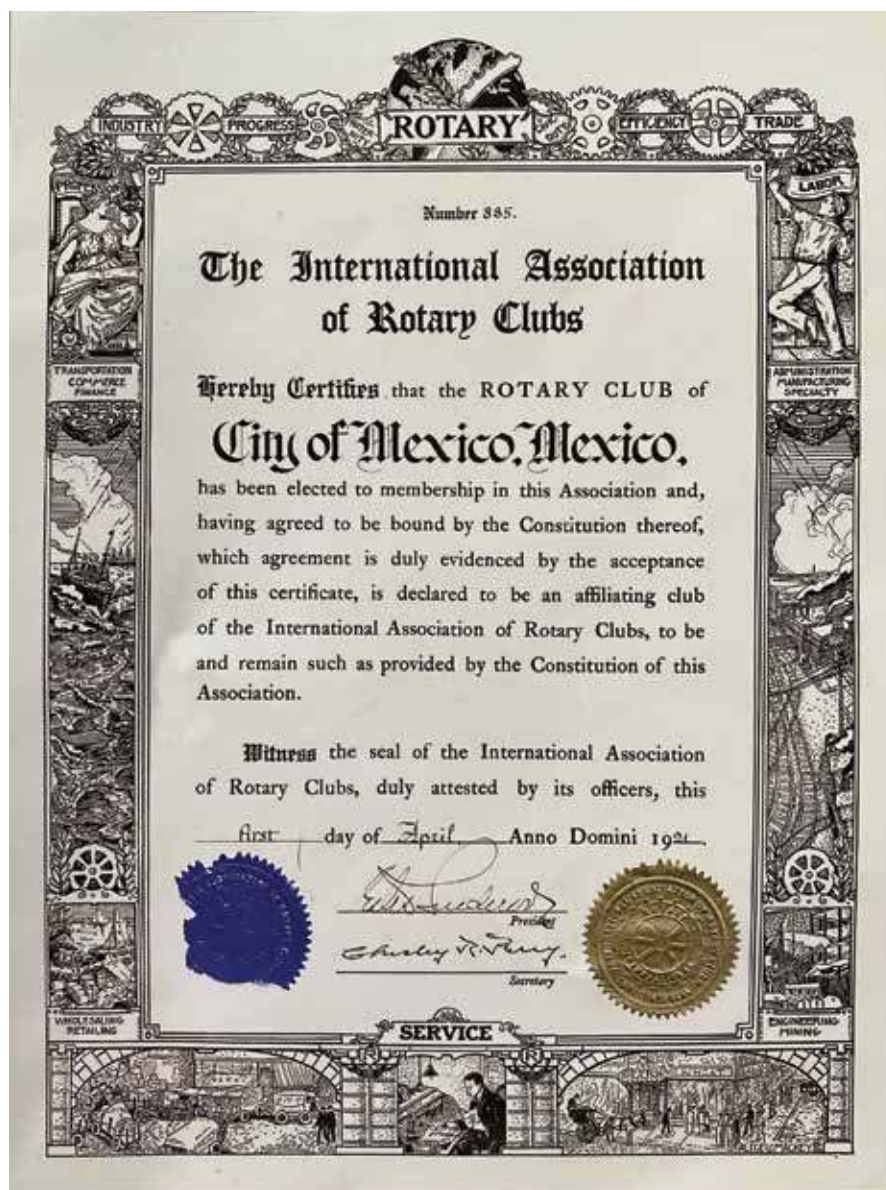 INDUSTRY PROGRESS ROTARY EFFICIENCY TRADE
LABOR
Number 885.
The International Association
of Rotary Clubs
TRANSPORTATION
COMMERCE
FINANCE
ADMINISTRATION
MANUFACTURING
SPECIALTY
Hereby Certifies that the ROTARY CLUB of
City of Mexico, Mexico,
has been elected to membership in this Association and,
having agreed to be bound by the Constitution thereof,
which agreement is duly evidenced by the acceptance
of this certificate, is declared to be an affiliating club
of the International Association of Rotary Clubs, to be
and remain such as provided by the Constitution of this
Association.
Witness the seal of the International Association
of Rotary Clubs, duly attested by its officers, this
first day of April Anno Domini 1921.
President
Chesley R. Perry.
Secretary
WHOLESALING
RETAILING
ENGINEERING
MINING
SERVICE